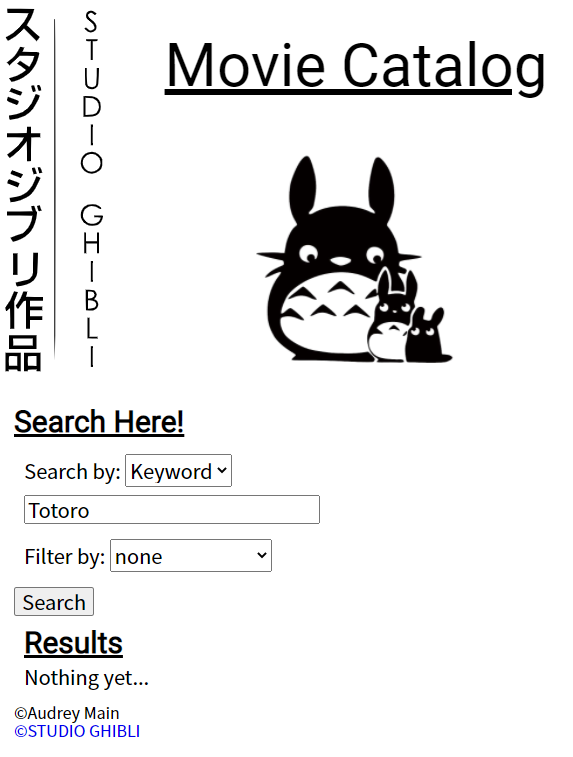 スタジオジブリ作品
STUDIO GHIBLI
Movie Catalog
Search Here!
Search by: Keyword
Totoro
Filter by: none
Search
Results
Nothing yet...
©Audrey Main
©STUDIO GHIBLI